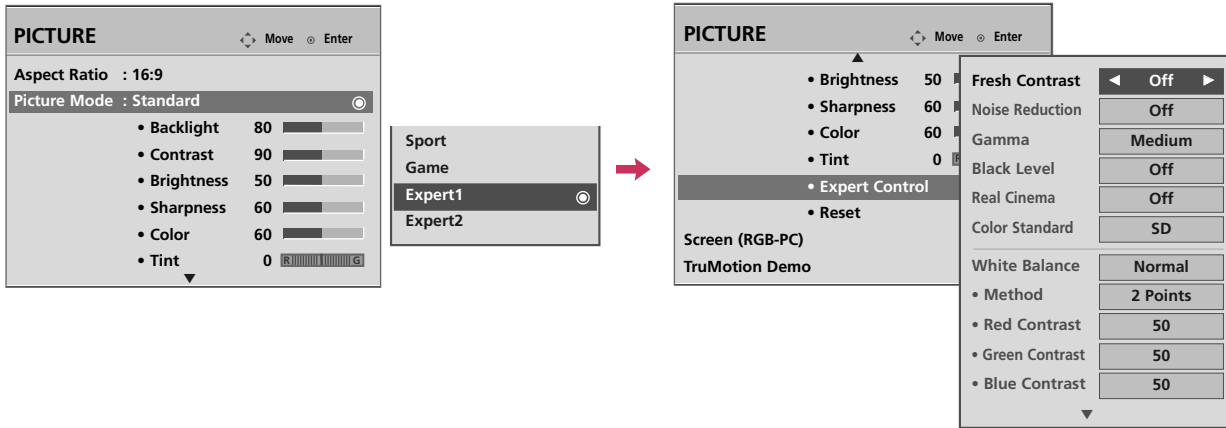 PICTURE
Move Enter
Aspect Ratio : 16:9
Picture Mode : Standard
• Backlight 80
• Contrast 90
• Brightness 50
• Sharpness 60
• Color 60
• Tint 0 R G
Sport
Game
Expert1
Expert2
PICTURE
Move Enter
• Brightness 50
• Sharpness 60
• Color 60
• Tint 0 R
• Expert Control
• Reset
Screen (RGB-PC)
TruMotion Demo
Fresh Contrast Off
Noise Reduction Off
Gamma Medium
Black Level Off
Real Cinema Off
Color Standard SD
White Balance Normal
• Method 2 Points
• Red Contrast 50
• Green Contrast 50
• Blue Contrast 50